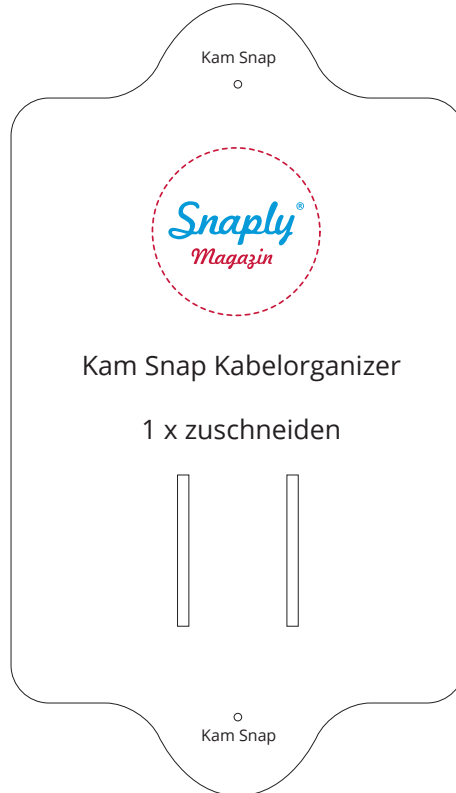 Kam Snap
Snaply®
Magazin
Kam Snap Kabelorganizer
1 x zuschneiden
Kam Snap